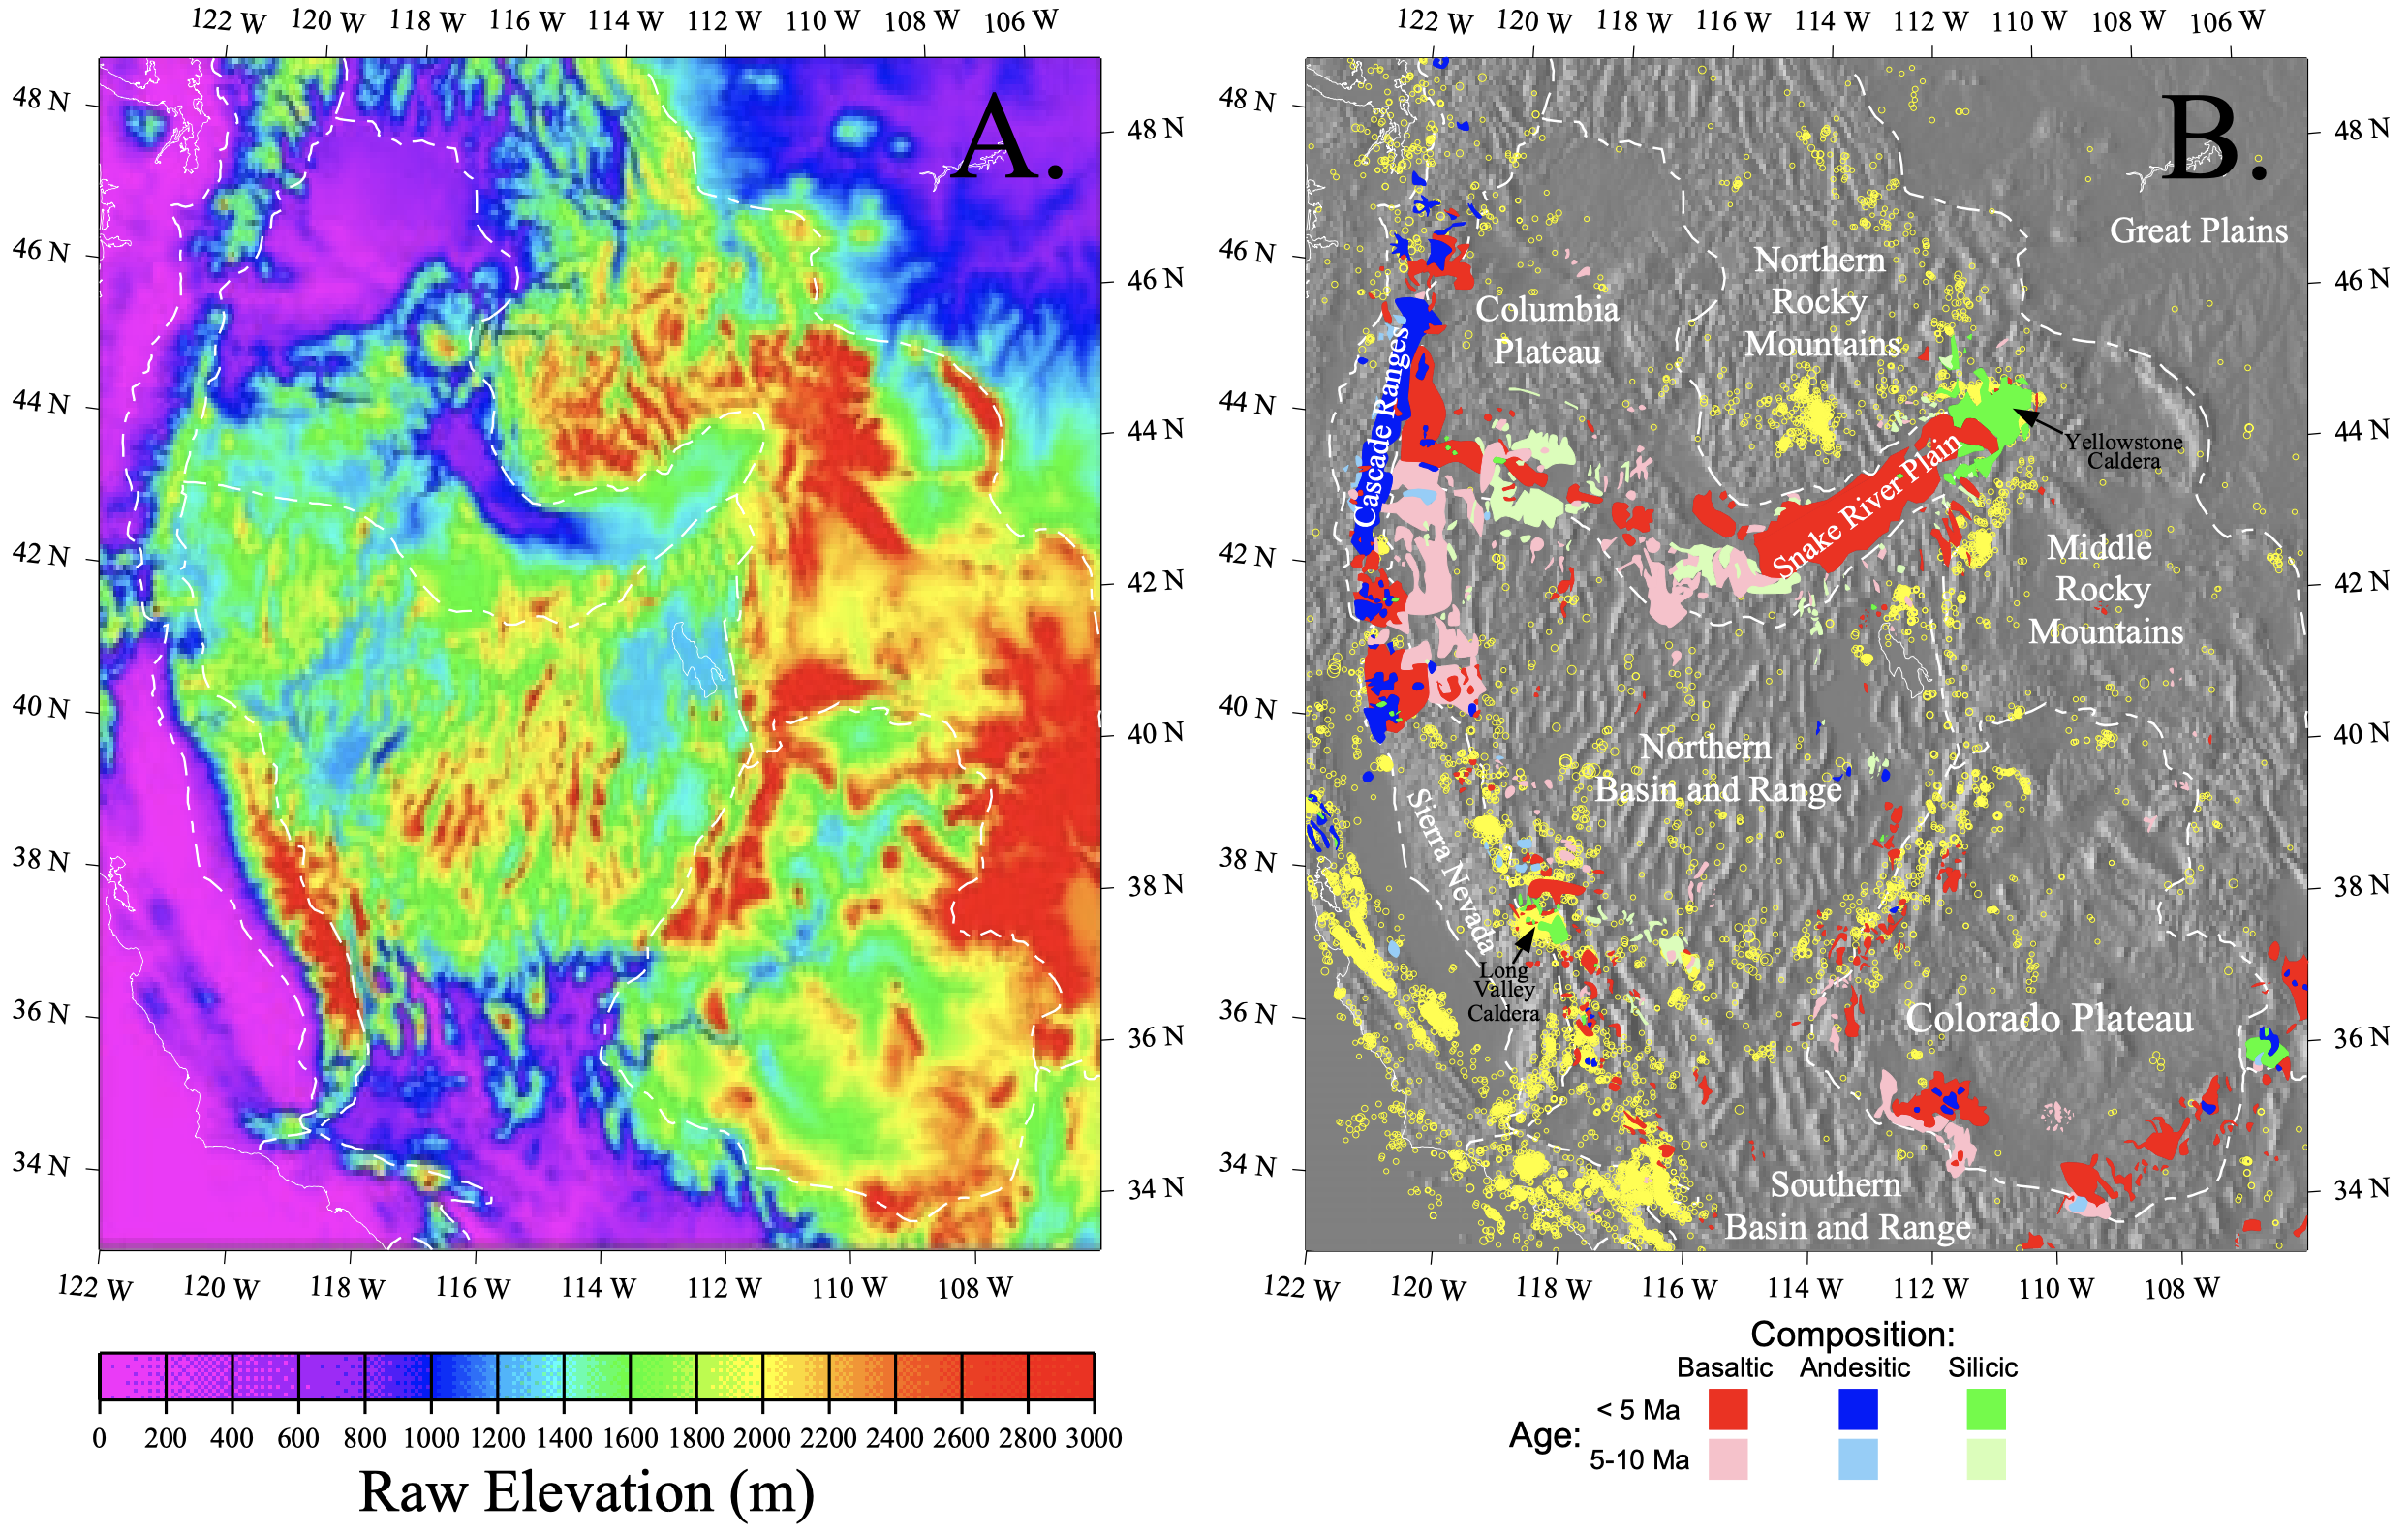 122 W 120 W 118 W 116 W 114 W 112 W 110 W 108 W 106 W
48 N
46 N
44 N
42 N
40 N
38 N
36 N
34 N
A.
48 N
46 N
44 N
42 N
40 N
38 N
36 N
34 N
122 W 120 W 118 W 116 W 114 W 112 W 110 W 108 W
0 200 400 600 800 1000 1200 1400 1600 1800 2000 2200 2400 2600 2800 3000
Raw Elevation (m)
122 W 120 W 118 W 116 W 114 W 112 W 110 W 108 W 106 W
48 N
46 N
44 N
42 N
40 N
38 N
36 N
34 N
B.
Great Plains
Northern
Rocky
Mountains
Columbia
Plateau
Cascade Ranges
Yellowstone
Caldera
Snake River Plain
Middle
Rocky
Mountains
Northern
Basin and Range
Sierra Nevada
Long
Valley
Caldera
Colorado Plateau
Southern
Basin and Range
48 N
46 N
44 N
42 N
40 N
38 N
36 N
34 N
122 W 120 W 118 W 116 W 114 W 112 W 110 W 108 W
Composition:
Basaltic Andesitic Silicic
Age:
< 5 Ma
5-10 Ma